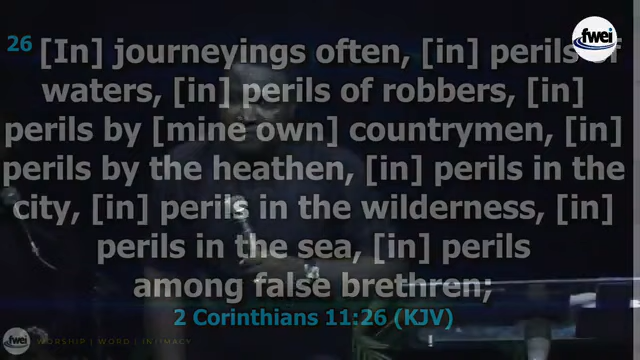 fwei
26 [In] journeyings often, [in] perils of
waters, [in] perils of robbers, [in]
perils by [mine own] countrymen, [in]
perils by the heathen, [in] perils in the
city, [in] perils in the wilderness, [in]
perils in the sea, [in] perils
among false brethren;
2 Corinthians 11:26 (KJV)
fwei WORSHIP | WORD | INTIMACY